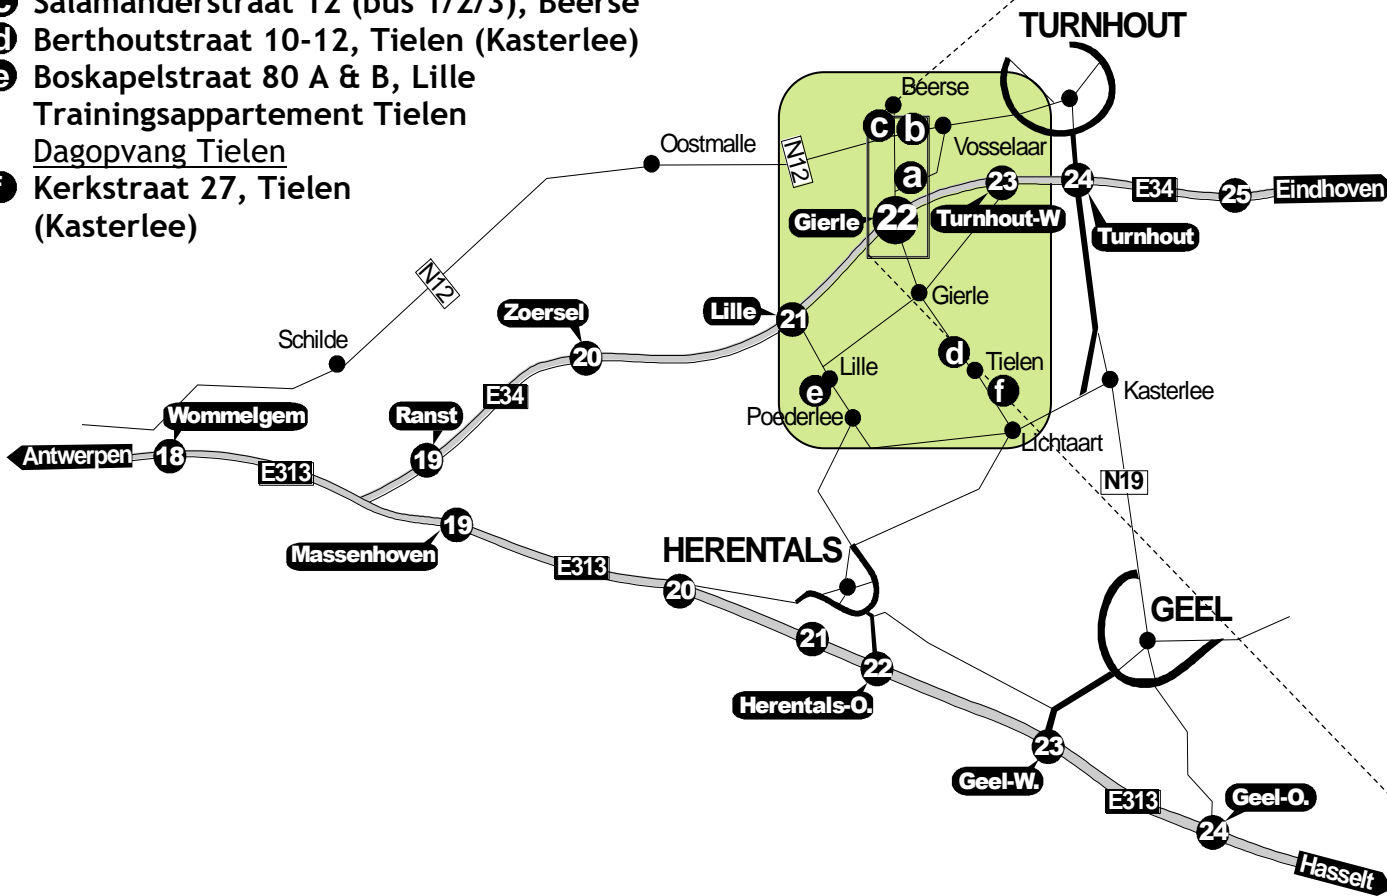 c Salamanderstraat 12 (bus 1/2/3), Beerse
d Berthoutstraat 10-12, Tielen (Kasterlee)
e Boskapelstraat 80 A & B, Lille
Trainingsappartement Tielen
Dagopvang Tielen
f Kerkstraat 27, Tielen
(Kasterlee)
TURNHOUT
Beerse
c
b
Vosselaar
Oostmalle
N12
a
23
24
E34
25
Eindhoven
Gierle
22
Turnhout-W
Turnhout
N12
Gierle
Zoersel
Lille
21
Schilde
20
d
Tielen
Lille
e
f
Kasterlee
E34
Wommelgem
Ranst
Poederlee
Lichtaart
Antwerpen
18
19
E313
N19
19
Massenhoven
HERENTALS
E313
20
GEEL
21
22
Herentals-O.
23
Geel-W.
E313
Geel-O.
24
Hasselt